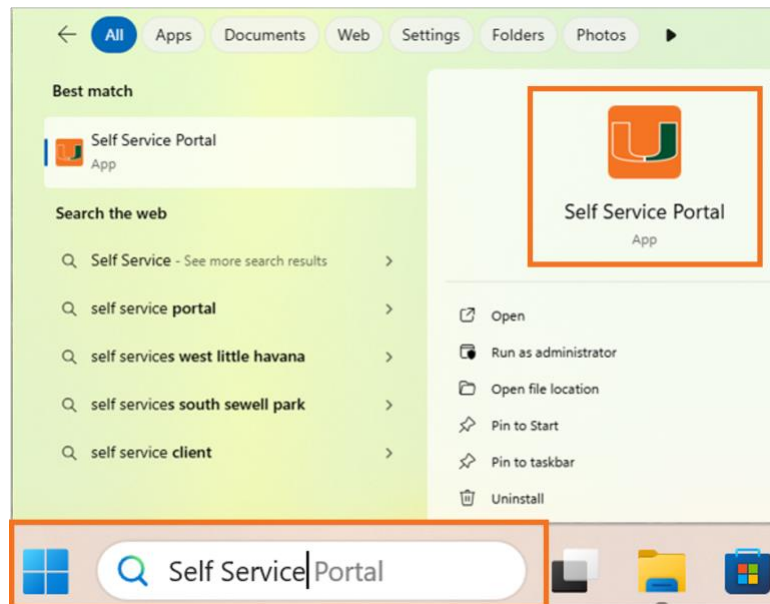 All Apps Documents Web Settings Folders Photos
Best match
Self Service Portal
App
Search the web
Self Service - See more search results
self service portal
self services west little havana
self services south sewell park
self service client
Self Service Portal
App
Open
Run as administrator
Open file location
Pin to Start
Pin to taskbar
Uninstall
Self Service Portal